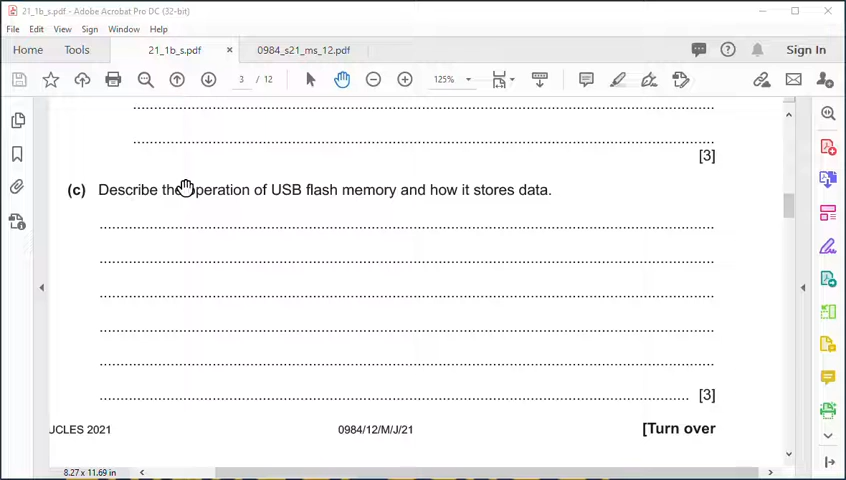 21_1b_s.pdf - Adobe Acrobat Pro DC (32-bit)
File Edit View Sign Window Help
Home Tools 21_1b_s.pdf × 0984_s21_ms_12.pdf Sign In
3 / 12 125%
[3]
(c) Describe the operation of USB flash memory and how it stores data.
[3]
UCLES 2021 0984/12/M/J/21 [Turn over
8.27 x 11.69 in